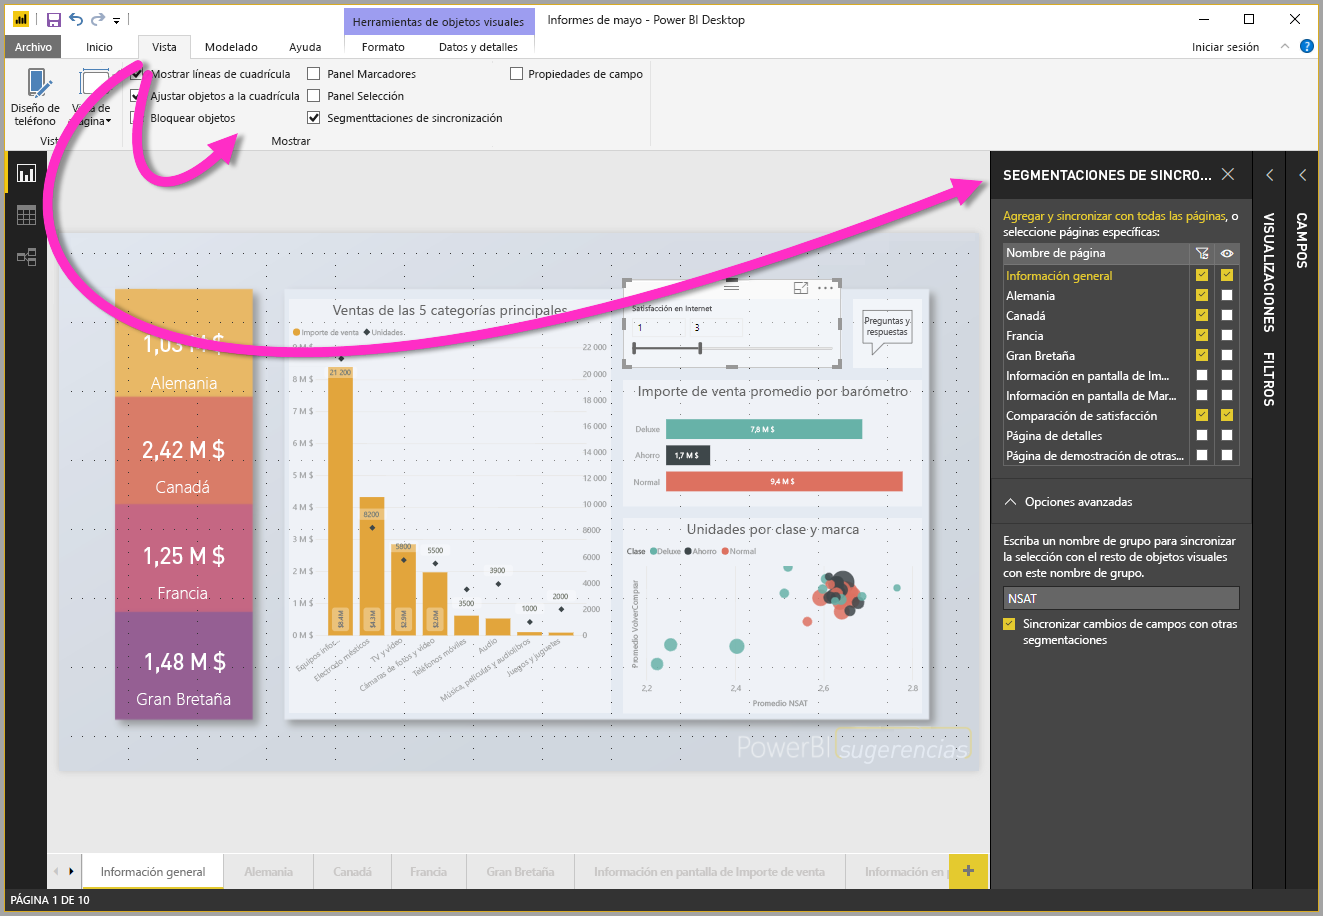 Herramientas de objetos visuales
Informes de mayo - Power BI Desktop
Archivo
Inicio
Vista
Modelado
Ayuda
Formato
Datos y detalles
Iniciar sesión
Diseño de
teléfono
Mostrar líneas de cuadrícula
Ajustar objetos a la cuadrícula
Bloquear objetos
Panel Marcadores
Panel Selección
Segmenttaciones de sincronización
Propiedades de campo
Mostrar
SEGMENTACIONES DE SINCRO...
Agregar y sincronizar con todas las páginas, o
seleccione páginas específicas:
Nombre de página
Información general
Alemania
Canadá
Francia
Gran Bretaña
Información en pantalla de Im...
Información en pantalla de Mar...
Comparación de satisfacción
Página de detalles
Página de demostración de otras...
Opciones avanzadas
Escriba un nombre de grupo para sincronizar
la selección con el resto de objetos visuales
con este nombre de grupo.
NSAT
Sincronizar cambios de campos con otras
segmentaciones
VISUALIZACIONES
FILTROS
CAMPOS
Alemania
2,42 M $
Canadá
1,25 M $
Francia
1,48 M $
Gran Bretaña
Ventas de las 5 categorías principales
Importe de venta
Unidades
8 M $
7 M $
6 M $
5 M $
4 M $
3 M $
2 M $
1 M $
0 M $
22 000
20 000
18 000
16 000
14 000
12 000
10 000
8000
6000
4000
2000
0
21 200
8200
5800
5500
3500
3900
1000
2000
$8.4M
$4.3M
$2.9M
$2.0M
Equipos infor...
Electrodo mésticos
TV y vídeo
Cámaras de fotos y vídeo
Teléfonos móviles
Audio
Música, películas y audiolibros
Juegos y juguetes
Satisfacción en Internet
1
3
Preguntas y
respuestas
Importe de venta promedio por barómetro
Deluxe
7,8 M $
Ahorro
1,7 M $
Normal
9,4 M $
Unidades por clase y marca
Clase
Deluxe
Ahorro
Normal
Promedio VolverComprar
2,2
2,4
2,6
2.8
Promedio NSAT
PowerBI sugerencias
Información general
Alemania
Canadá
Francia
Gran Bretaña
Información en pantalla de Importe de venta
Información en
PÁGINA 1 DE 10